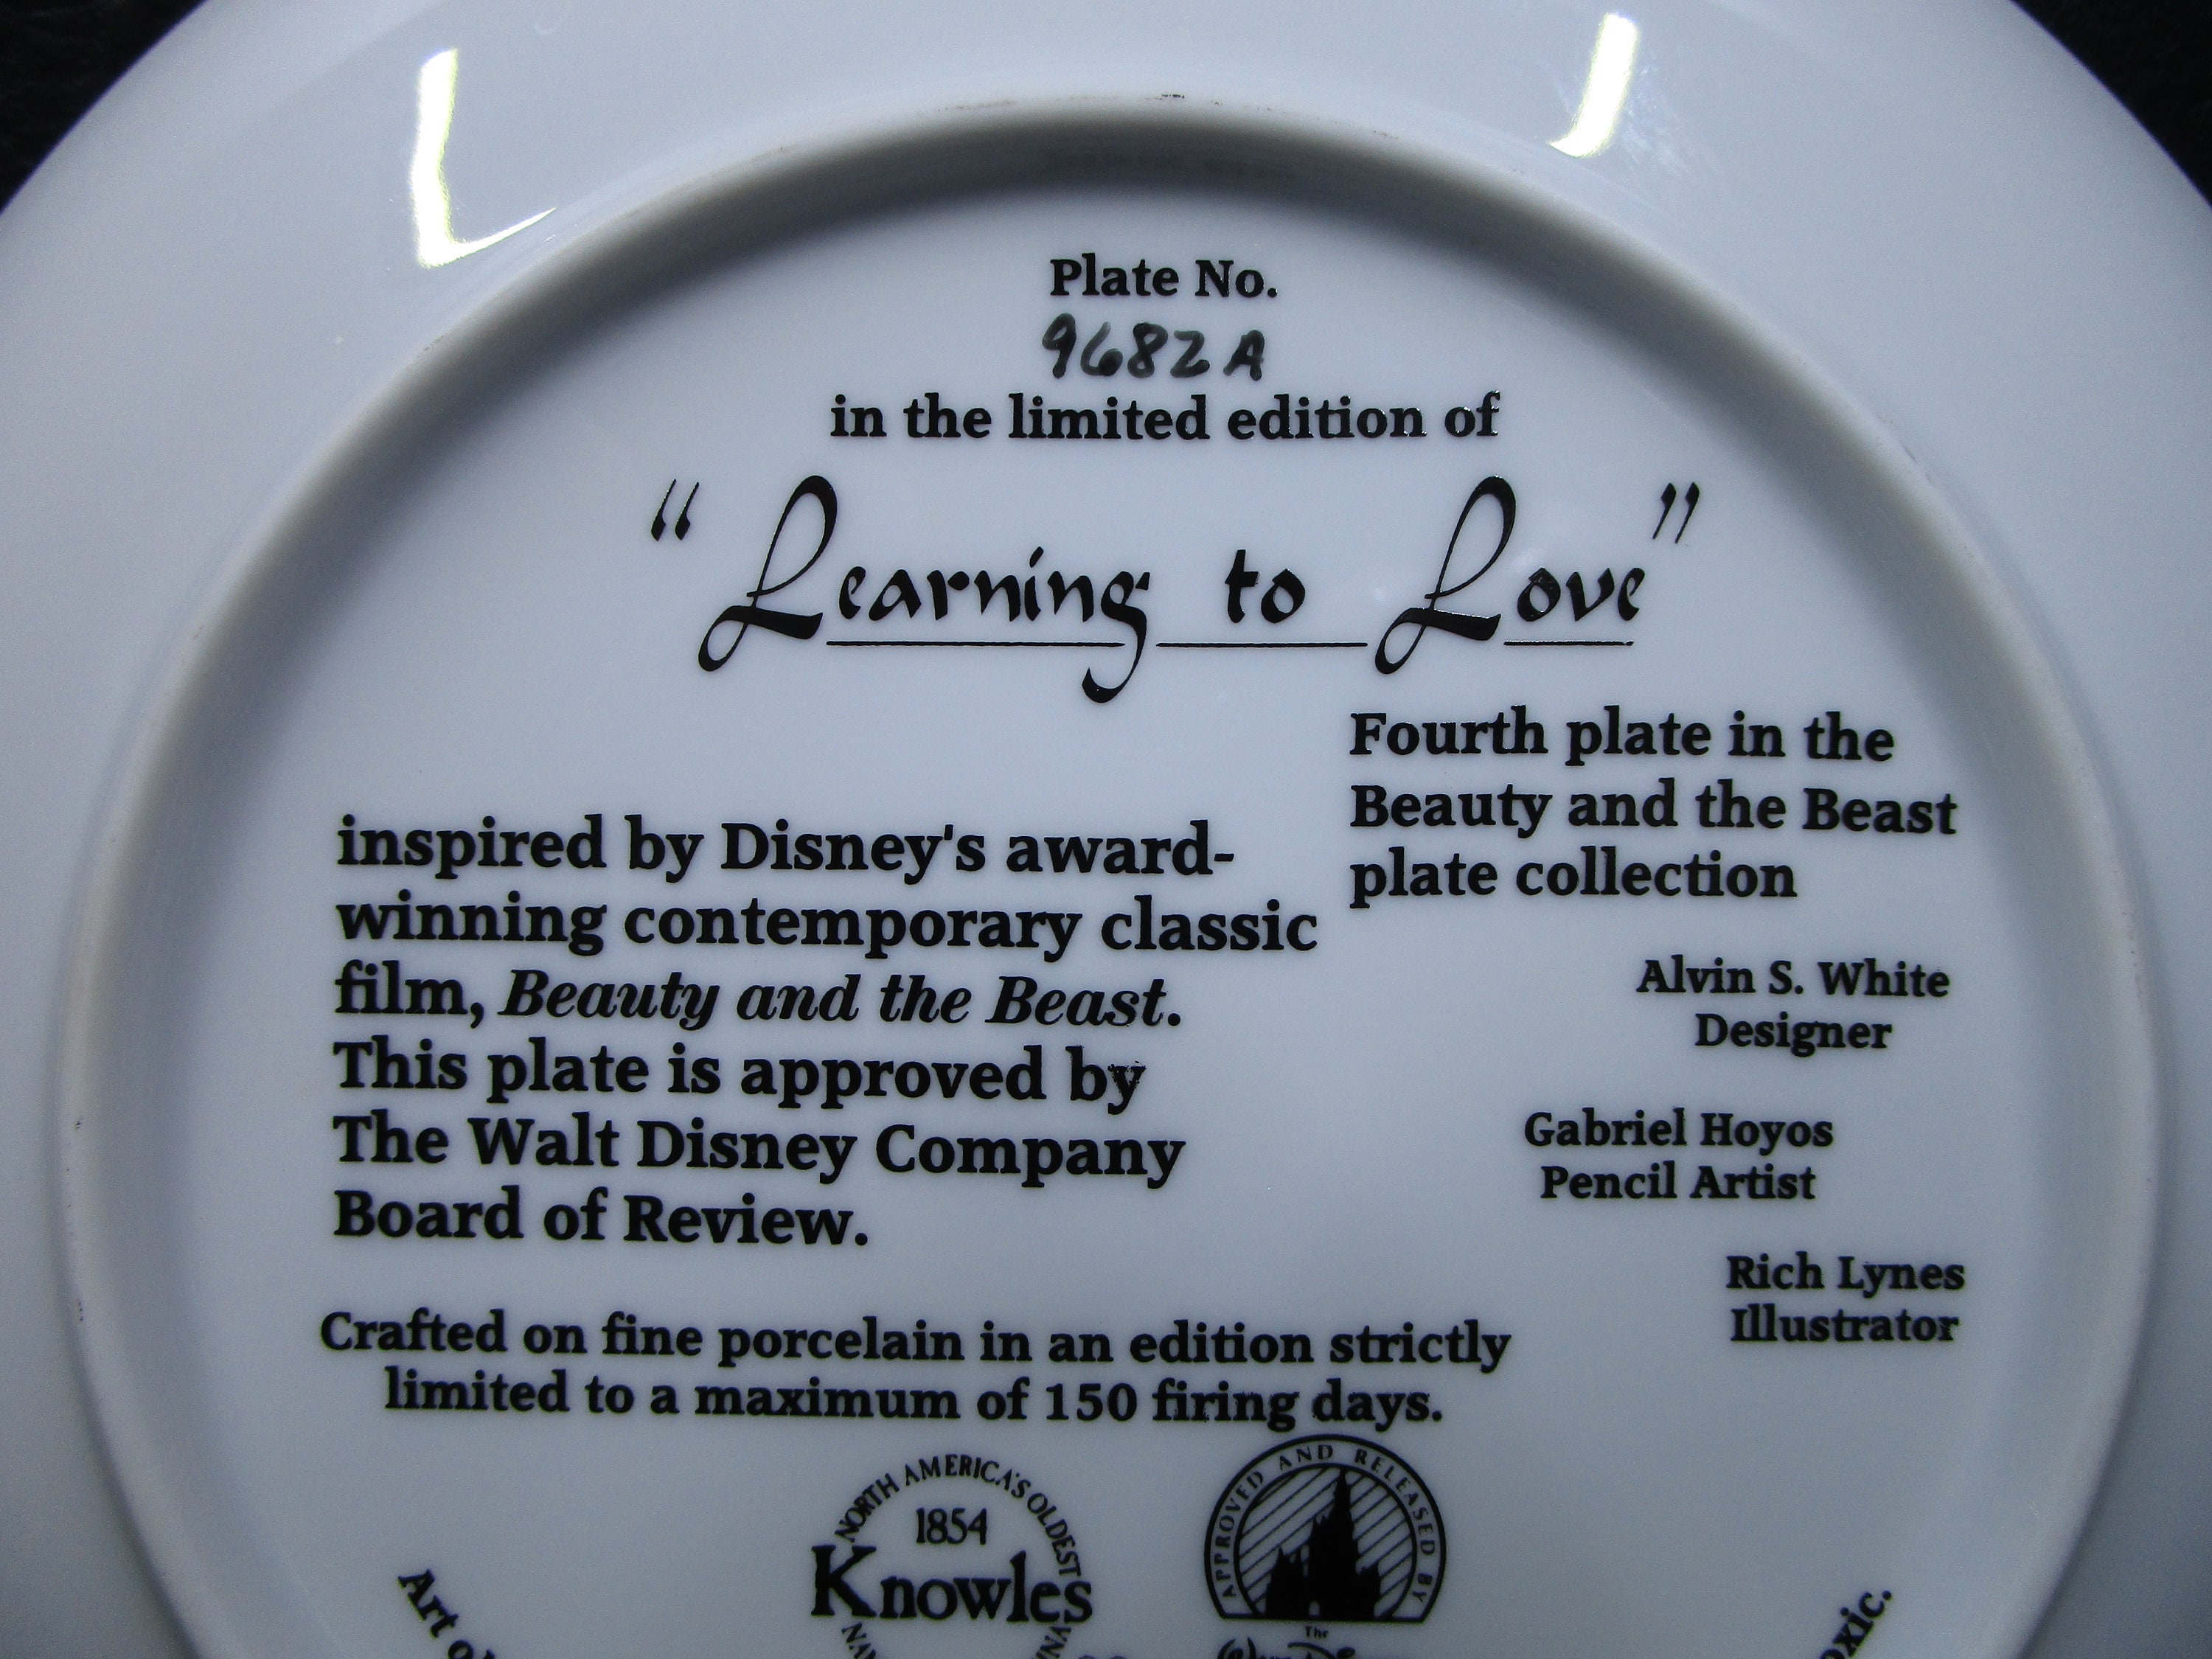 Plate No.
9682A
in the limited edition of
"Learning to Love"
Fourth plate in the
Beauty and the Beast
plate collection
inspired by Disney's award-
winning contemporary classic
film, Beauty and the Beast.
This plate is approved by
The Walt Disney Company
Board of Review.
Alvin S. White
Designer
Gabriel Hoyos
Pencil Artist
Rich Lynes
Illustrator
Crafted on fine porcelain in an edition strictly
limited to a maximum of 150 firing days.
NORTH AMERICA'S OLDEST
1854
Knowles
APPROVED AND RELEASED BY
The
Art